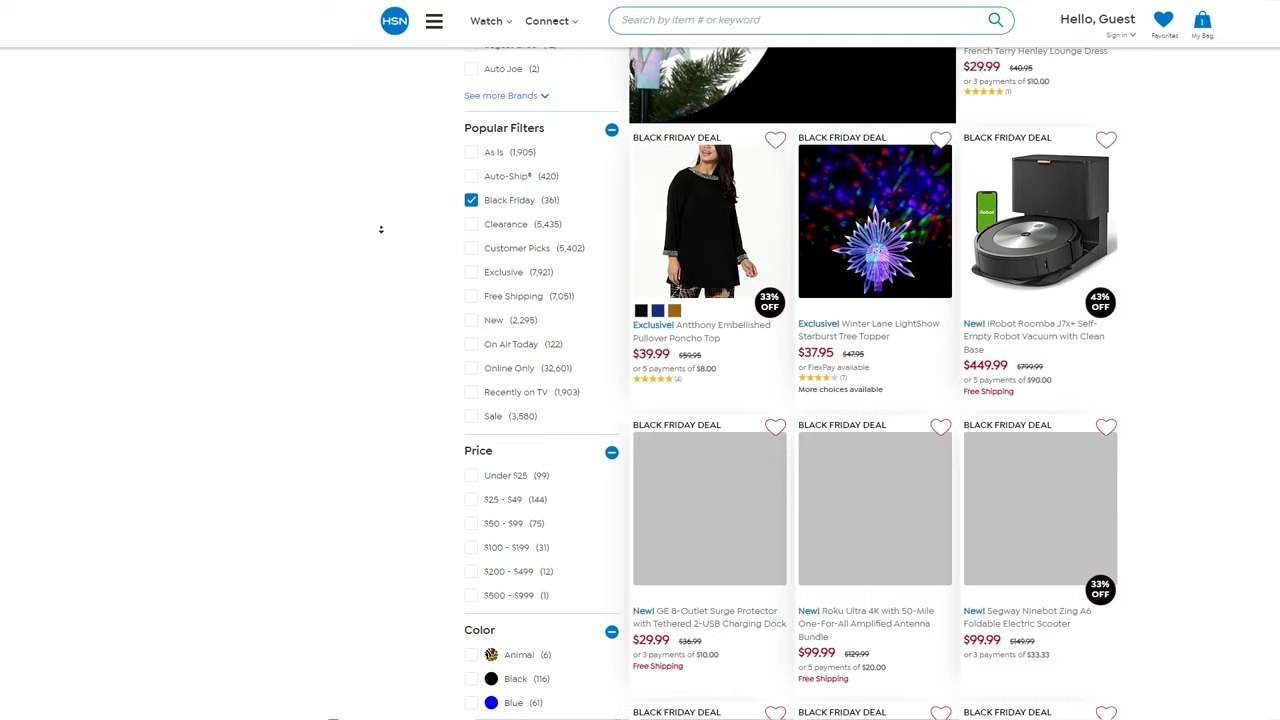 HSN
Watch
Connect
Search by item # or keyword
Hello, Guest
Sign In
Favorites
1
My Bag
Auto Joe (2)
See more Brands
Popular Filters
As Is (1,905)
Auto-Ship® (420)
Black Friday (361)
Clearance (5,435)
Customer Picks (5,402)
Exclusive (7,921)
Free Shipping (7,051)
New (2,295)
On Air Today (122)
Online Only (32,601)
Recently on TV (1,903)
Sale (3,580)
Price
Under $25 (99)
$25 - $49 (144)
$50 - $99 (75)
$100 - $199 (31)
$200 - $499 (12)
$500 - $999 (1)
Color
Animal (6)
Black (116)
Blue (61)
French Terry Henley Lounge Dress
$29.99 $40.95
or 3 payments of $10.00
(1)
BLACK FRIDAY DEAL
33%
OFF
Exclusive! Antthony Embellished
Pullover Poncho Top
$39.99 $59.95
or 5 payments of $8.00
(4)
BLACK FRIDAY DEAL
Exclusive! Winter Lane LightShow
Starburst Tree Topper
$37.95 $47.95
or FlexPay available
(7)
More choices available
BLACK FRIDAY DEAL
iRobot
43%
OFF
New! iRobot Roomba J7x+ Self-
Empty Robot Vacuum with Clean
Base
$449.99 $799.99
or 5 payments of $90.00
Free Shipping
BLACK FRIDAY DEAL
New! GE 8-Outlet Surge Protector
with Tethered 2-USB Charging Dock
$29.99 $36.99
or 3 payments of $10.00
Free Shipping
BLACK FRIDAY DEAL
New! Roku Ultra 4K with 50-Mile
One-For-All Amplified Antenna
Bundle
$99.99 $129.99
or 5 payments of $20.00
Free Shipping
BLACK FRIDAY DEAL
33%
OFF
New! Segway Ninebot Zing A6
Foldable Electric Scooter
$99.99 $149.99
or 3 payments of $33.33
BLACK FRIDAY DEAL
BLACK FRIDAY DEAL
BLACK FRIDAY DEAL